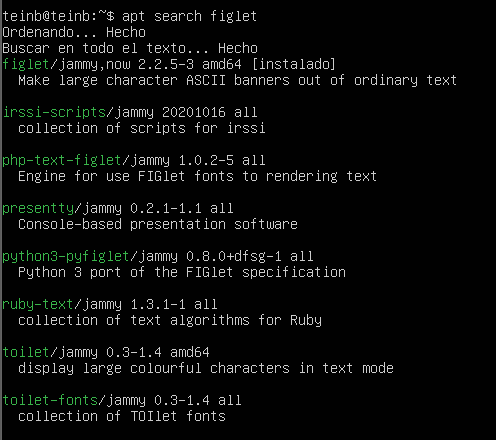 teinb@teinb:~$ apt search figlet
Ordenando... Hecho
Buscar en todo el texto... Hecho
figlet/jammy,now 2.2.5-3 amd64 [instalado]
Make large character ASCII banners out of ordinary text
irssi-scripts/jammy 20201016 all
collection of scripts for irssi
php-text-figlet/jammy 1.0.2-5 all
Engine for use FIGlet fonts to rendering text
presentty/jammy 0.2.1-1.1 all
Console-based presentation software
python3-pyfiglet/jammy 0.8.0+dfsg-1 all
Python 3 port of the FIGlet specification
ruby-text/jammy 1.3.1-1 all
collection of text algorithms for Ruby
toilet/jammy 0.3-1.4 amd64
display large colourful characters in text mode
toilet-fonts/jammy 0.3-1.4 all
collection of TOIlet fonts